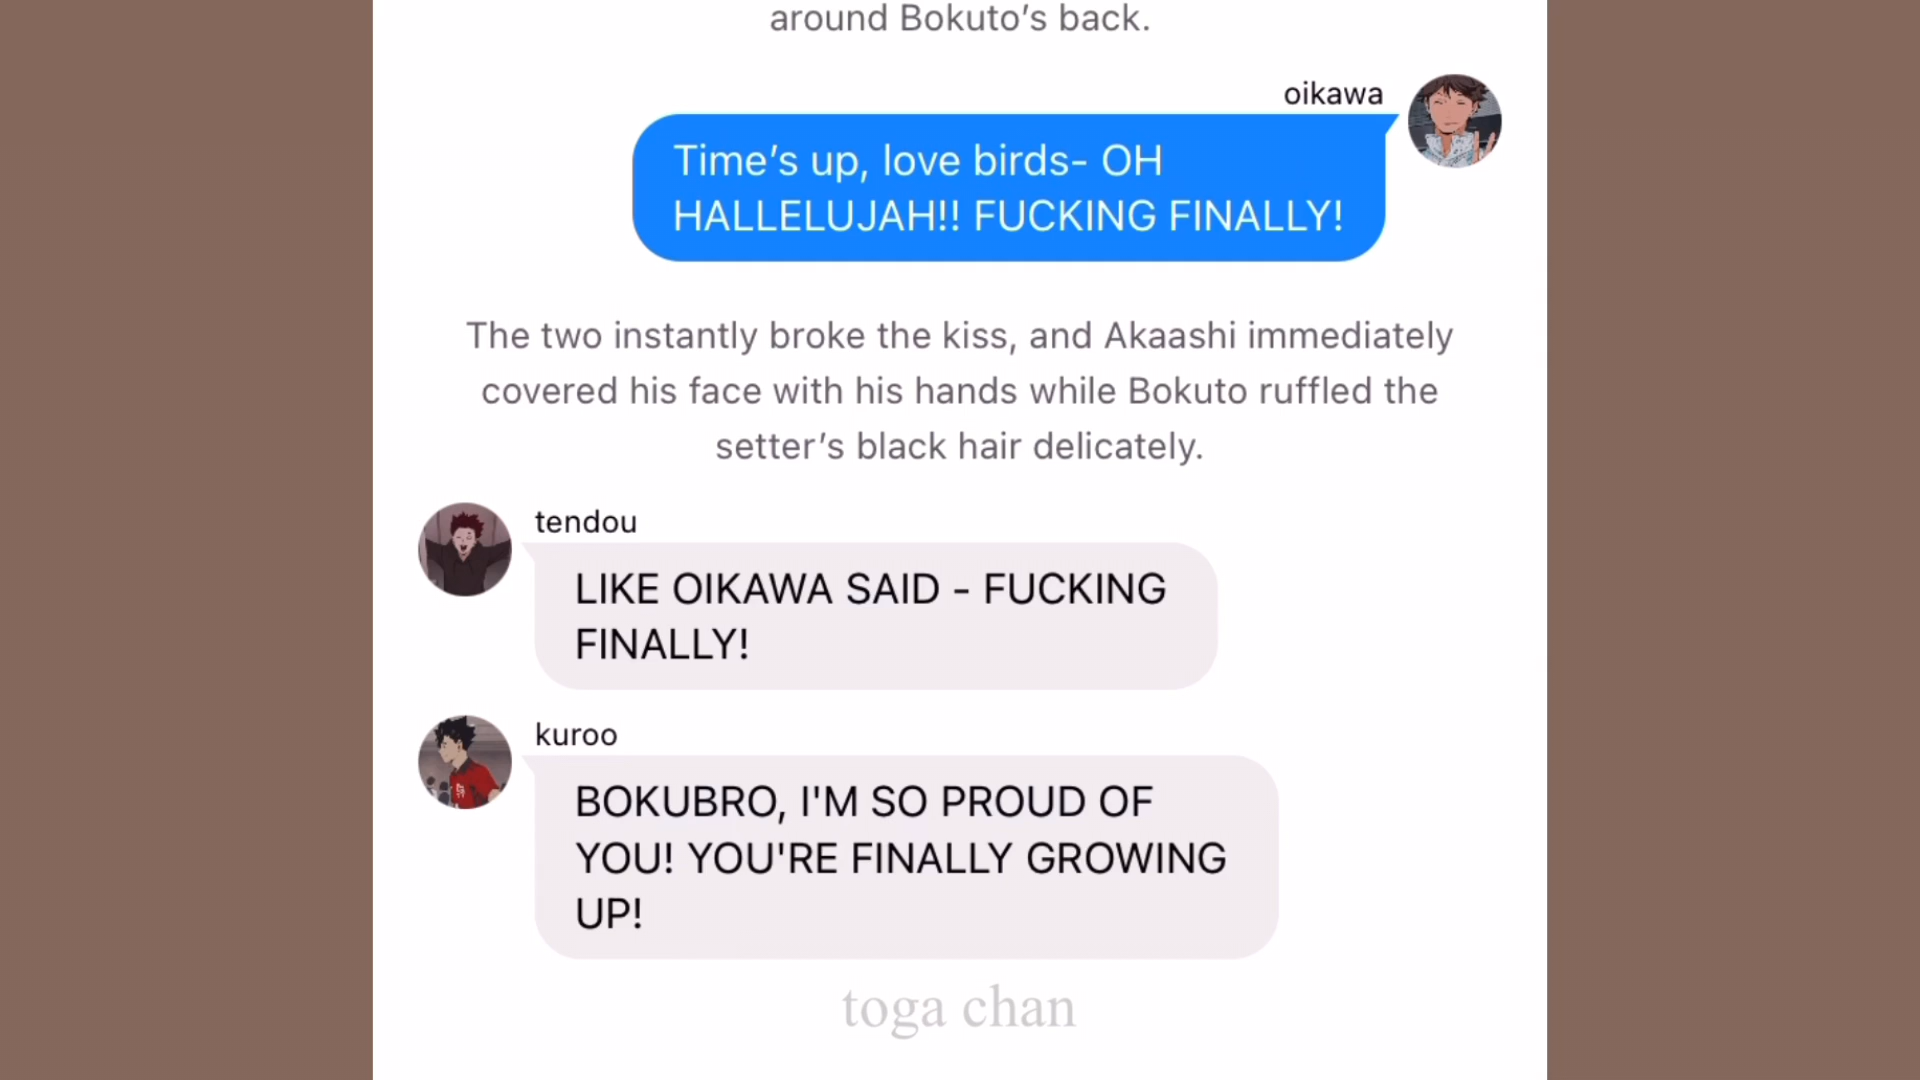 around Bokuto’s back.
oikawa
Time’s up, love birds- OH
HALLELUJAH!! FUCKING FINALLY!
The two instantly broke the kiss, and Akaashi immediately
covered his face with his hands while Bokuto ruffled the
setter’s black hair delicately.
tendou
LIKE OIKAWA SAID - FUCKING
FINALLY!
kuroo
BOKUBRO, I'M SO PROUD OF
YOU! YOU'RE FINALLY GROWING
UP!
toga chan